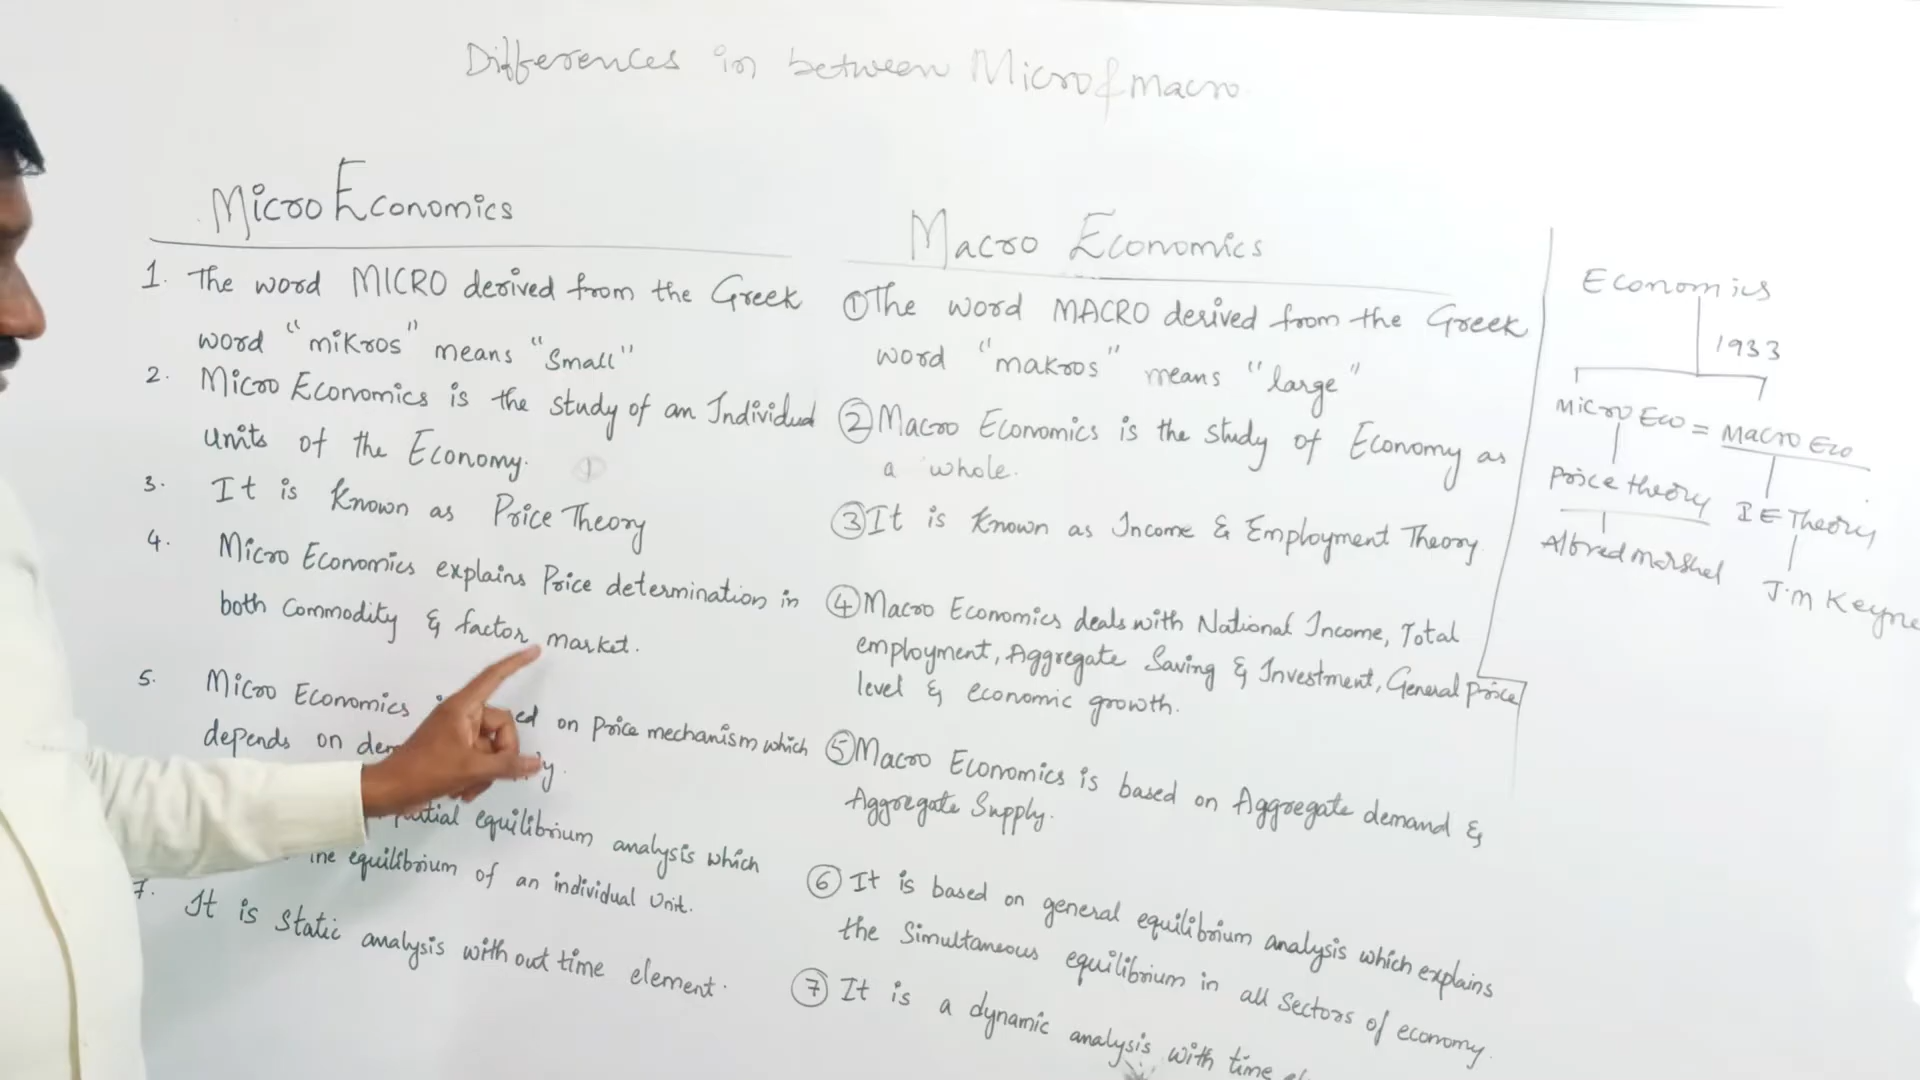 Differences in between Micro & macro
Micro Economics
1. The word MICRO derived from the Greek
word "mikros" means "Small"
2. Micro Economics is the study of an Individual
units of the Economy.
3. It is known as Price Theory
4. Micro Economics explains Price determination in
both commodity & factor market.
5. Micro Economics on Price mechanism which
depends on
equilibrium analysis which
equilibrium of an individual Unit.
7. It is Static analysis with out time element.
Macro Economics
① The word MACRO derived from the Greek
word "makros" means "large"
② Macro Economics is the study of Economy as
a whole.
③ It is known as Income & Employment Theory
④ Macro Economics deals with National Income, Total
employment, Aggregate Saving & Investment, General price
level & economic growth.
⑤ Macro Economics is based on Aggregate demand &
Aggregate Supply.
⑥ It is based on general equilibrium analysis which explains
the Simultaneous equilibrium in all Sectors of economy.
⑦ It is a dynamic analysis with time
Economics
1933
Micro Eco = Macro Eco
Price theory
I E Theory
Alfred marshel
J.m Keyne